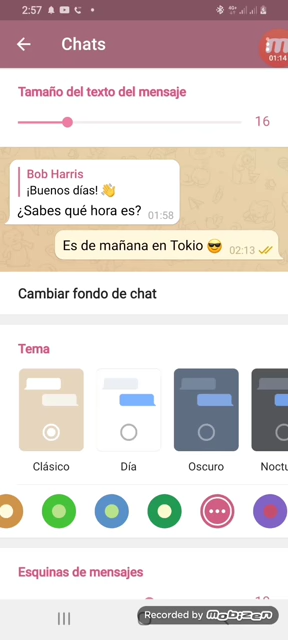 2:57
4G+
Chats
01:14
Tamaño del texto del mensaje
16
Bob Harris
¡Buenos días! 👋
¿Sabes qué hora es? 01:58
Es de mañana en Tokio 😎 02:13
Cambiar fondo de chat
Tema
Clásico
Día
Oscuro
Noctu
Esquinas de mensajes
Recorded by mobizen